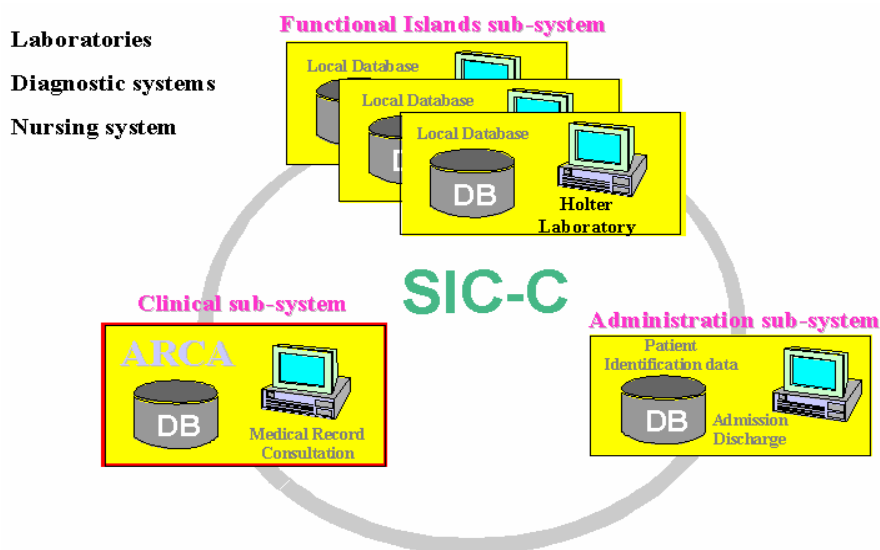 Functional Islands sub-system
Laboratories
Diagnostic systems
Nursing system
Local Database
Local Database
Local Database
DB
Holter
Laboratory
SIC-C
Clinical sub-system
ARCA
DB
Medical Record
Consultation
Administration sub-system
Patient
Identification data
DB
Admission
Discharge